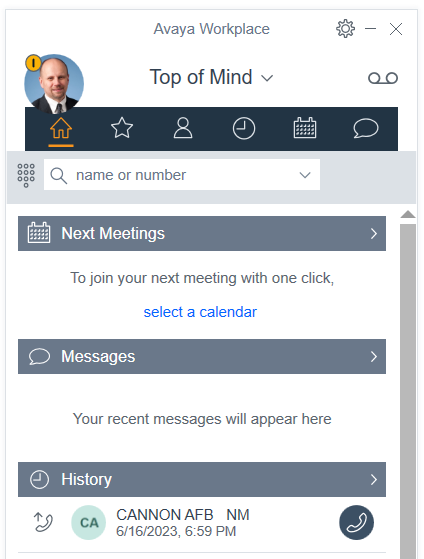 Avaya Workplace
Top of Mind
name or number
Next Meetings
To join your next meeting with one click,
select a calendar
Messages
Your recent messages will appear here
History
CA
CANNON AFB NM
6/16/2023, 6:59 PM